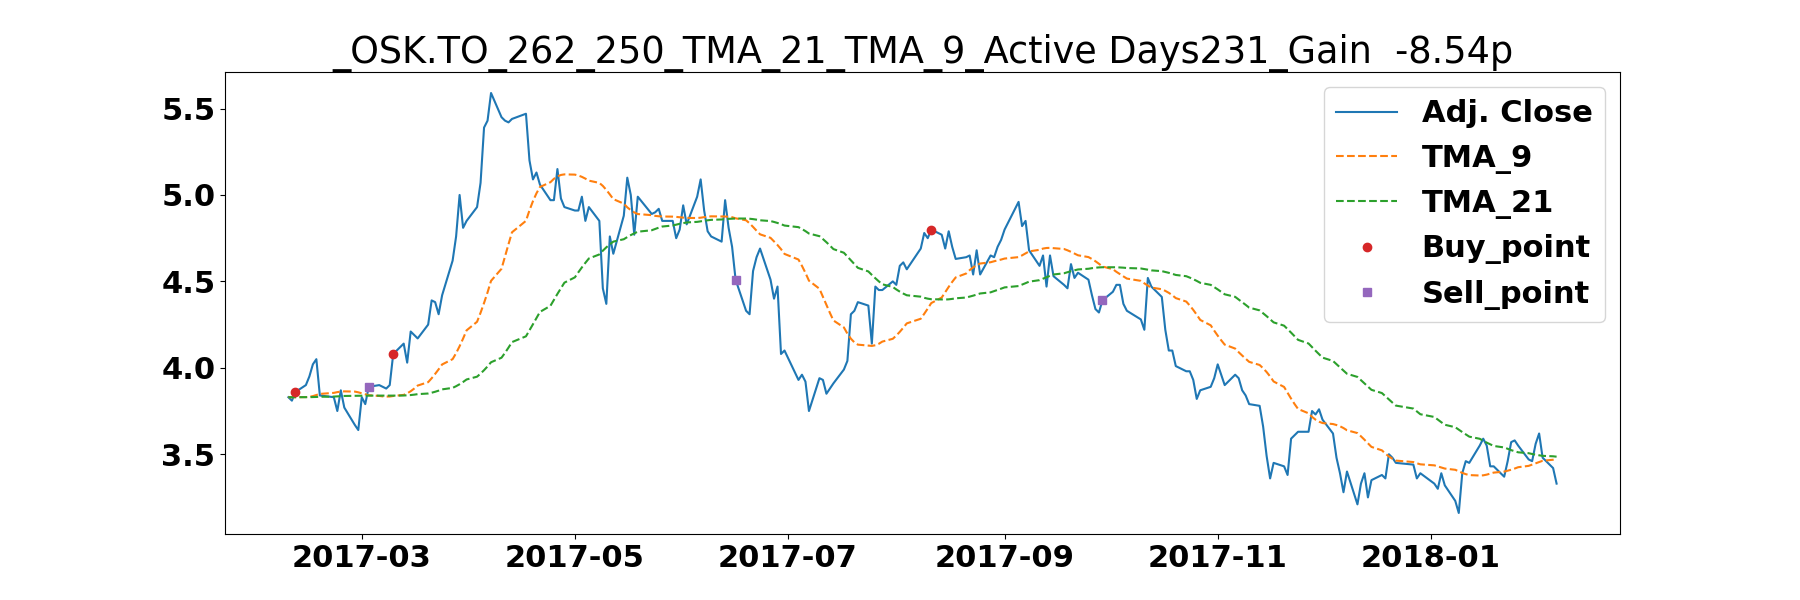 _OSK.TO_262_250_TMA_21_TMA_9_Active Days231_Gain  -8.54p
5.5
5.0
4.5
4.0
3.5
Adj. Close
TMA_9
TMA_21
Buy_point
Sell_point
2017-03
2017-05
2017-07
2017-09
2017-11
2018-01